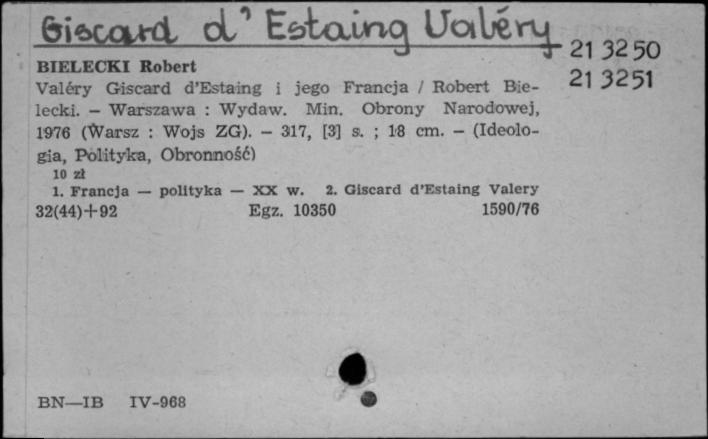 Giscard d'Estaing Valéry
21 32 50
21 32 51
BIELECKI Robert
Valéry Giscard d'Estaing i jego Francja / Robert Bie-
lecki. – Warszawa : Wydaw. Min. Obrony Narodowej,
1976 (Warsz : Wojs ZG). – 317, [3] s. ; 18 cm. – (Ideolo-
gia, Polityka, Obronność)
10 zł
1. Francja — polityka — XX w. 2. Giscard d'Estaing Valery
32(44)+92 Egz. 10350 1590/76
BN—IB IV-968